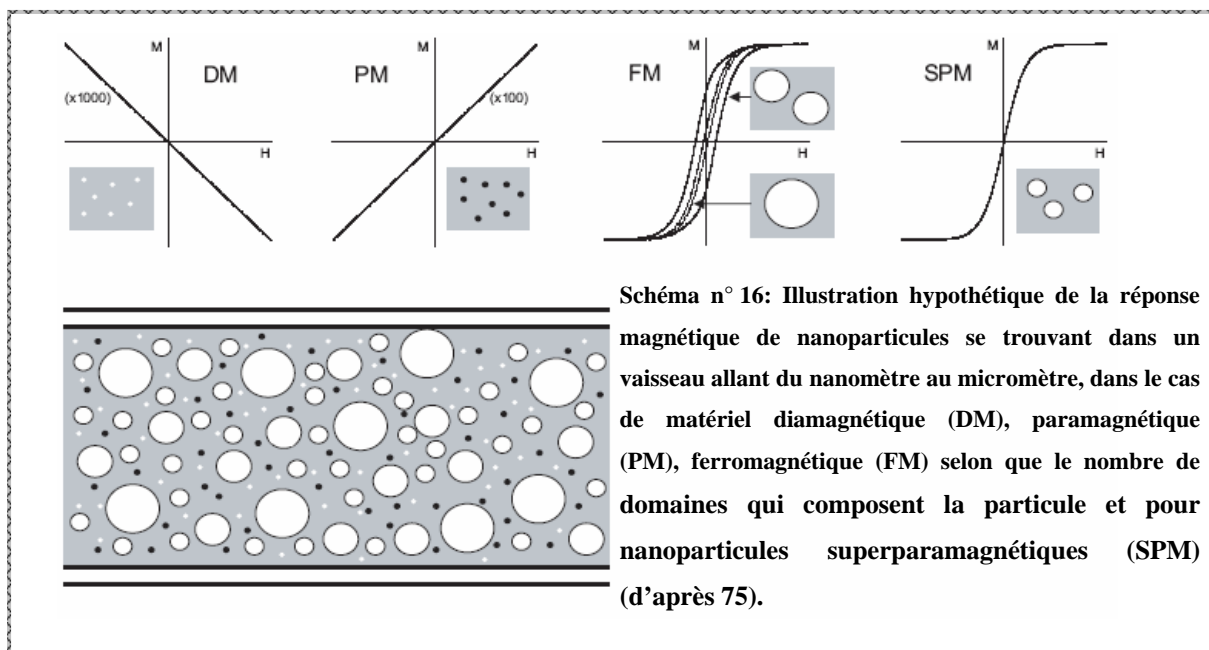 M
DM
(x1000)
H
M
PM
(x100)
H
M
FM
H
M
SPM
H
Schéma n° 16: Illustration hypothétique de la réponse
magnétique de nanoparticules se trouvant dans un
vaisseau allant du nanomètre au micromètre, dans le cas
de matériel diamagnétique (DM), paramagnétique
(PM), ferromagnétique (FM) selon que le nombre de
domaines qui composent la particule et pour
nanoparticules superparamagnétiques (SPM)
(d'après 75).